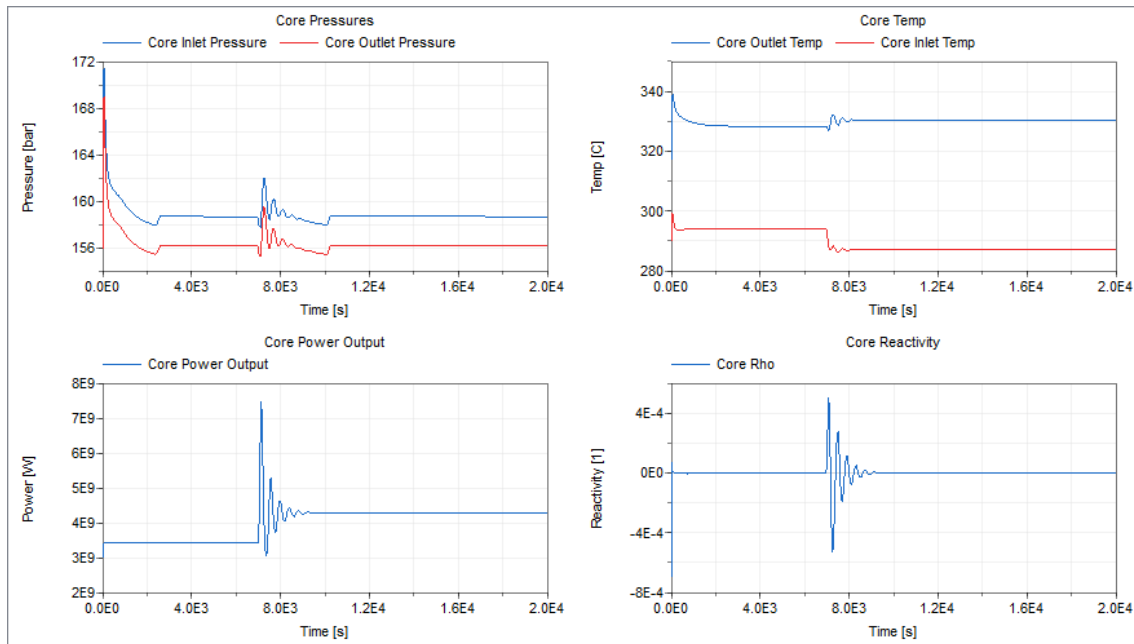 Core Pressures
Core Inlet Pressure Core Outlet Pressure
172
168
164
160
156
Pressure [bar]
0.0E0 4.0E3 8.0E3 1.2E4 1.6E4 2.0E4
Time [s]
Core Temp
Core Outlet Temp Core Inlet Temp
340
320
300
280
Temp [C]
0.0E0 4.0E3 8.0E3 1.2E4 1.6E4 2.0E4
Time [s]
Core Power Output
Core Power Output
8E9
7E9
6E9
5E9
4E9
3E9
2E9
Power [W]
0.0E0 4.0E3 8.0E3 1.2E4 1.6E4 2.0E4
Time [s]
Core Reactivity
Core Rho
4E-4
0E0
-4E-4
-8E-4
Reactivity [1]
0.0E0 4.0E3 8.0E3 1.2E4 1.6E4 2.0E4
Time [s]